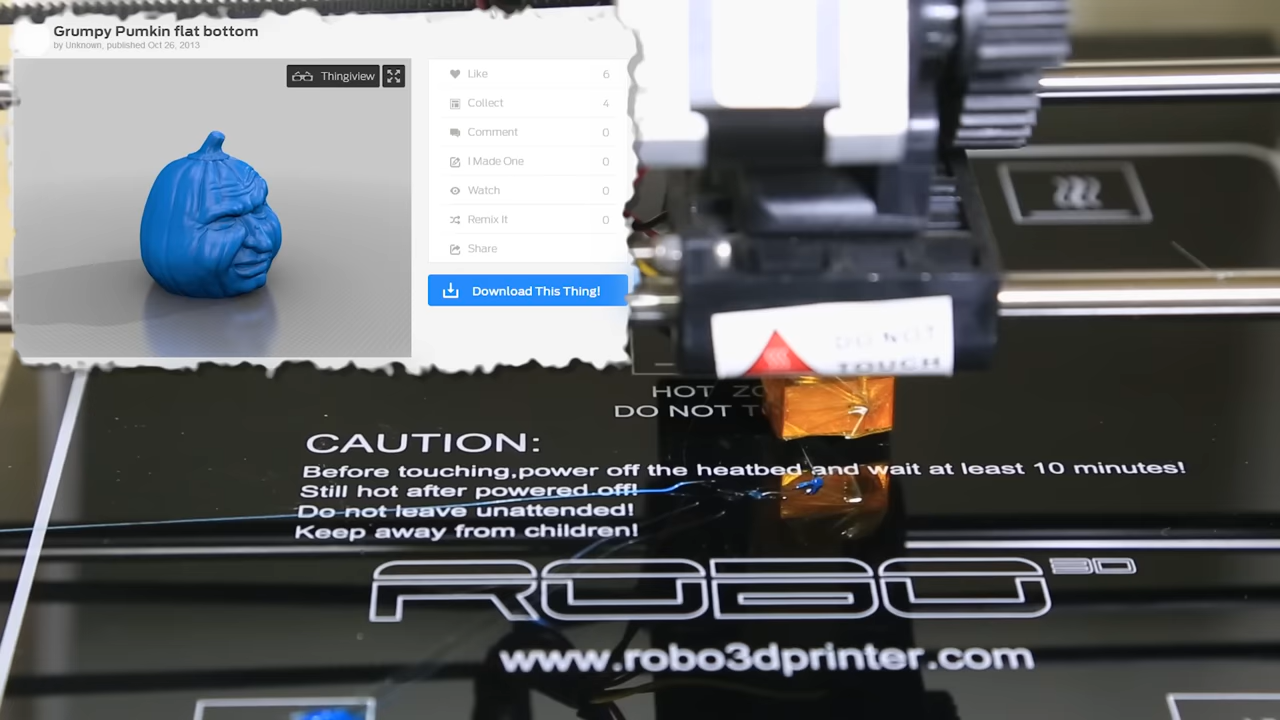 Grumpy Pumkin flat bottom
by Unknown, published Oct 26, 2013
Thingiview
Like 6
Collect 4
Comment 0
I Made One 0
Watch 0
Remix It 0
Share
Download This Thing!
DO NOT
TOUCH
HOT ZO
DO NOT T
CAUTION:
Before touching,power off the heatbed and wait at least 10 minutes!
Still hot after powered off!
Do not leave unattended!
Keep away from children!
ROBO 3D
www.robo3dprinter.com